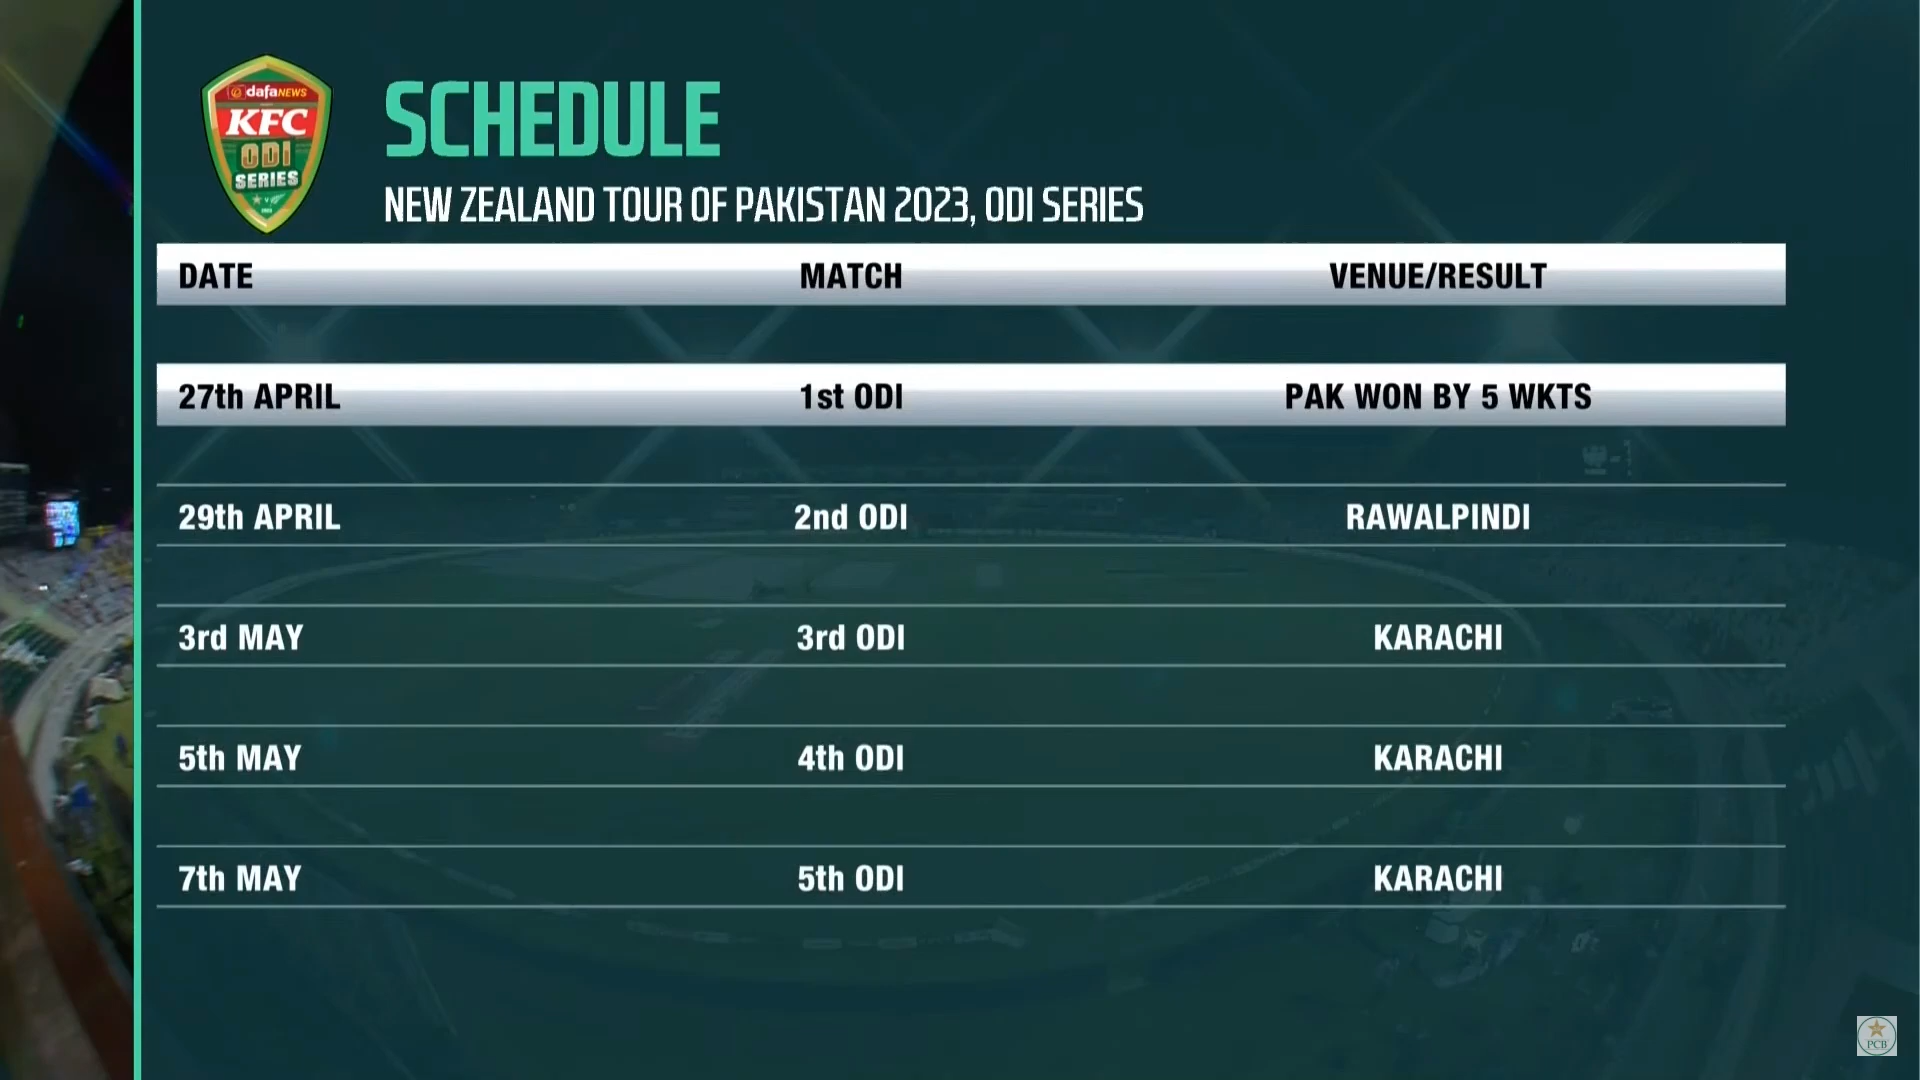 dafaNEWS
KFC
ODI
SERIES
SCHEDULE
NEW ZEALAND TOUR OF PAKISTAN 2023, ODI SERIES
DATE MATCH VENUE/RESULT
27th APRIL 1st ODI PAK WON BY 5 WKTS
29th APRIL 2nd ODI RAWALPINDI
3rd MAY 3rd ODI KARACHI
5th MAY 4th ODI KARACHI
7th MAY 5th ODI KARACHI
PCB